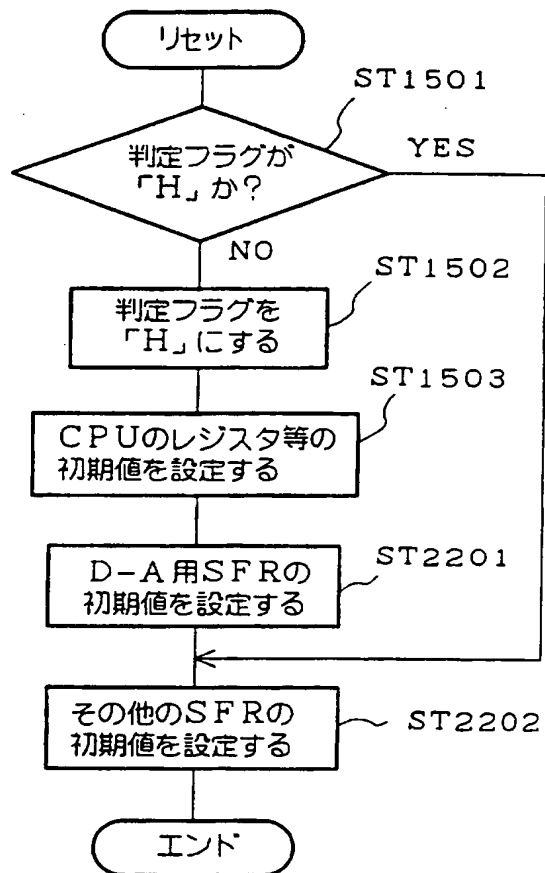 リセット
ST1501
判定フラグが
「H」か?
YES
NO
ST1502
判定フラグを
「H」にする
ST1503
CPUのレジスタ等の
初期値を設定する
ST2201
D-A用SFRの
初期値を設定する
その他のSFRの
初期値を設定する
ST2202
エンド